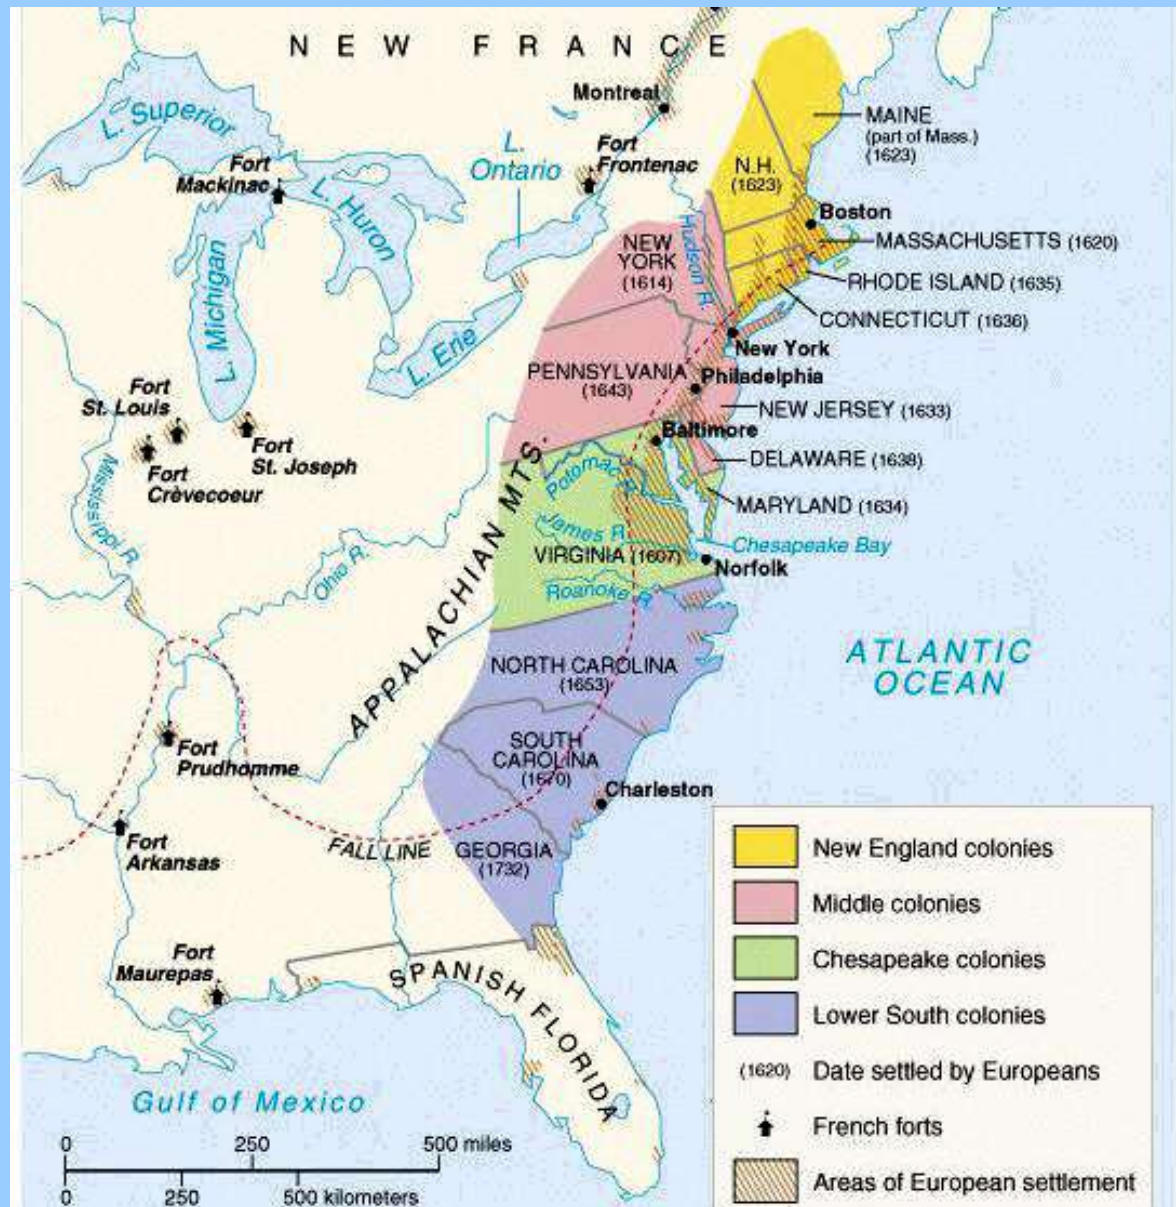 NEW FRANCE
Montreal
L. Superior
Fort
Mackinac
L. Huron
L.
Ontario
Fort
Frontenac
MAINE
(part of Mass.)
(1623)
N.H.
(1623)
Boston
MASSACHUSETTS (1620)
RHODE ISLAND (1635)
CONNECTICUT (1636)
NEW
YORK
(1614)
Hudson R.
L. Michigan
L. Erie
New York
PENNSYLVANIA
(1643)
Philadelphia
NEW JERSEY (1633)
Fort
St. Louis
Fort
St. Joseph
Fort
Crèvecoeur
Mississippi R.
Baltimore
DELAWARE (1638)
Potomac R.
MARYLAND (1634)
James R.
Chesapeake Bay
VIRGINIA (1607)
Norfolk
Roanoke R.
Ohio R.
APPALACHIAN MTS.
NORTH CAROLINA
(1653)
ATLANTIC
OCEAN
SOUTH
CAROLINA
(1670)
Charleston
Fort
Prudhomme
Fort
Arkansas
FALL LINE
GEORGIA
(1732)
Fort
Maurepas
SPANISH FLORIDA
Gulf of Mexico
0 250 500 miles
0 250 500 kilometers
New England colonies
Middle colonies
Chesapeake colonies
Lower South colonies
(1620) Date settled by Europeans
French forts
Areas of European settlement